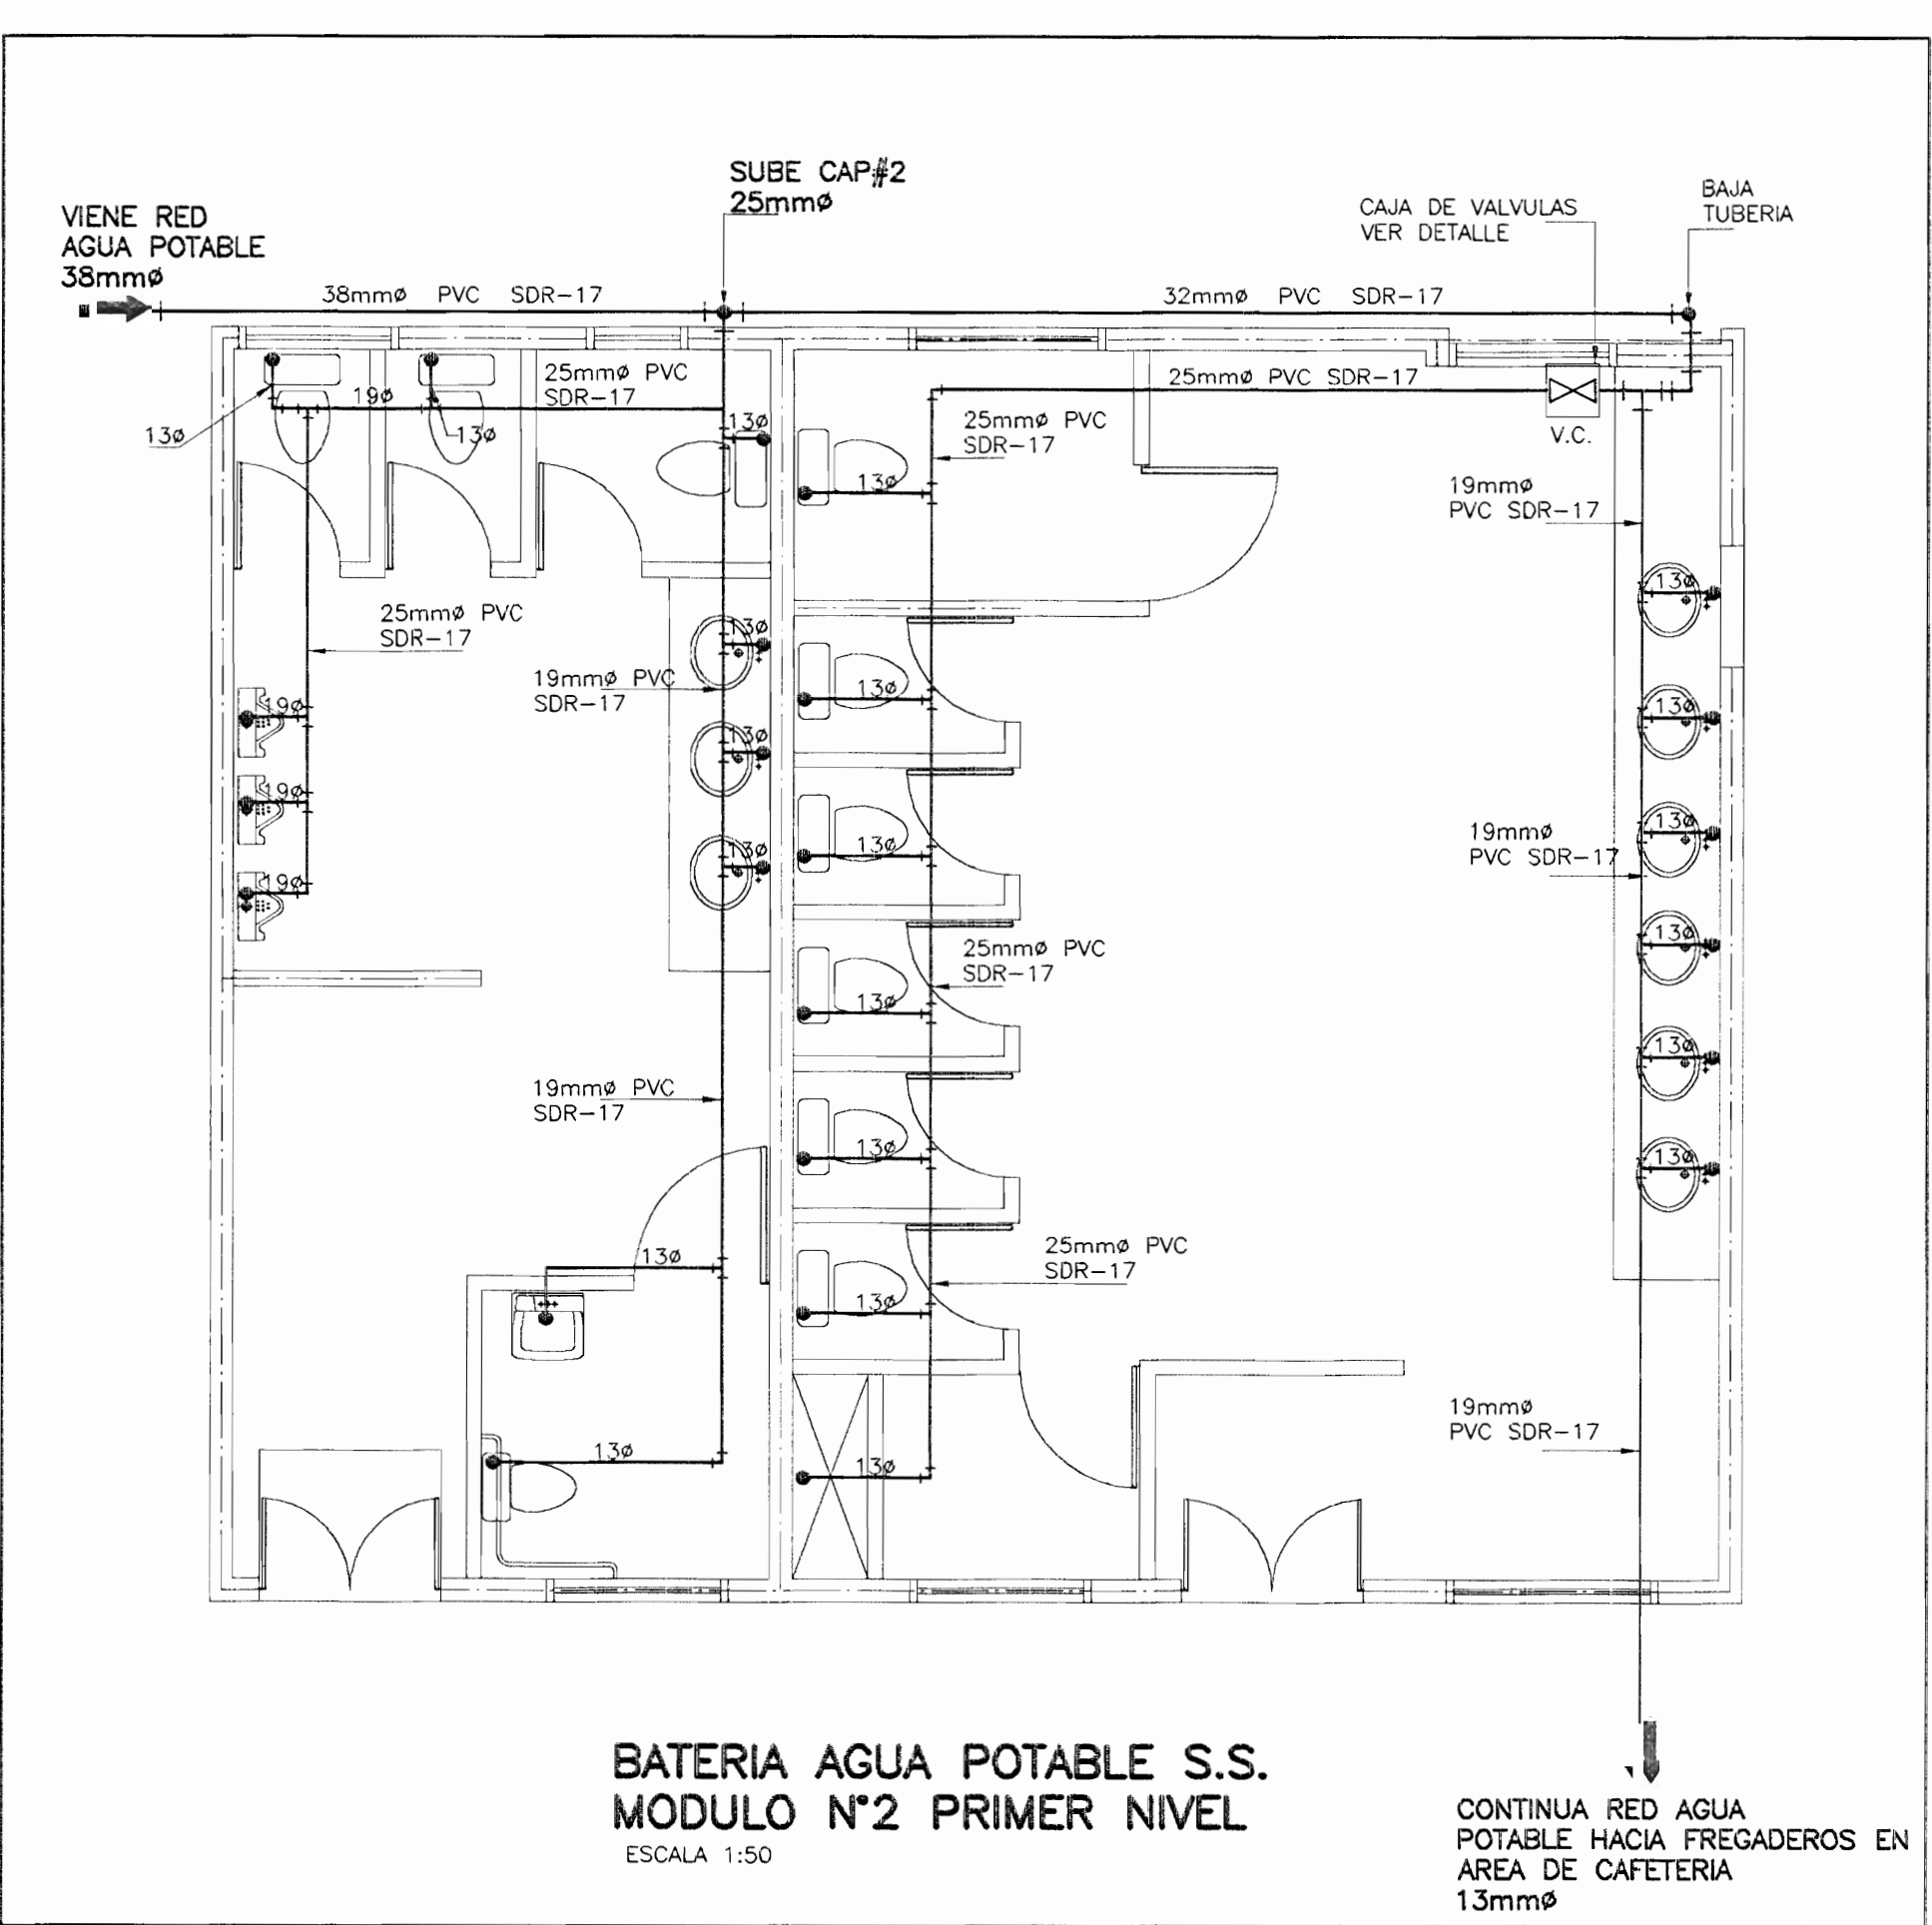 SUBE CAP#2
25mmø
VIENE RED
AGUA POTABLE
38mmø
CAJA DE VALVULAS
VER DETALLE
BAJA
TUBERIA
38mmø PVC SDR-17
32mmø PVC SDR-17
25mmø PVC
SDR-17
19ø
13ø
13ø
13ø
25mmø PVC SDR-17
V.C.
25mmø PVC
SDR-17
13ø
19mmø
PVC SDR-17
13ø
25mmø PVC
SDR-17
13ø
19mmø PVC
SDR-17
13ø
13ø
19ø
13ø
19ø
13ø
13ø
19ø
13ø
19mmø
PVC SDR-17
13ø
25mmø PVC
SDR-17
13ø
13ø
19mmø PVC
SDR-17
13ø
13ø
13ø
13ø
25mmø PVC
SDR-17
13ø
13ø
13ø
19mmø
PVC SDR-17
BATERIA AGUA POTABLE S.S.
MODULO N°2 PRIMER NIVEL
ESCALA 1:50
CONTINUA RED AGUA
POTABLE HACIA FREGADEROS EN
AREA DE CAFETERIA
13mmø